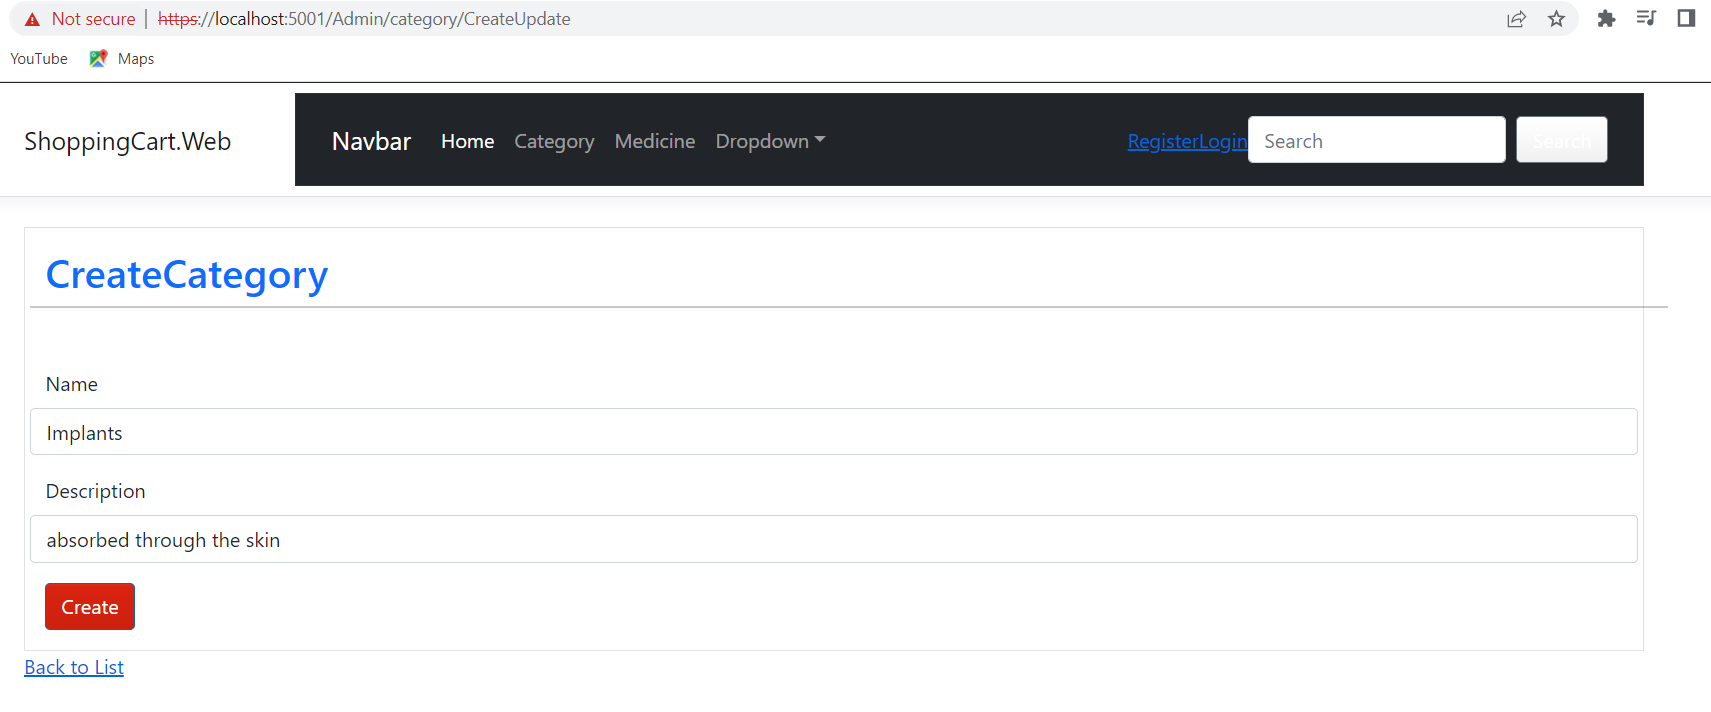 Not secure | https://localhost:5001/Admin/category/CreateUpdate
YouTube Maps
ShoppingCart.Web Navbar Home Category Medicine Dropdown RegisterLogin Search Search
CreateCategory
Name
Implants
Description
absorbed through the skin
Create
Back to List